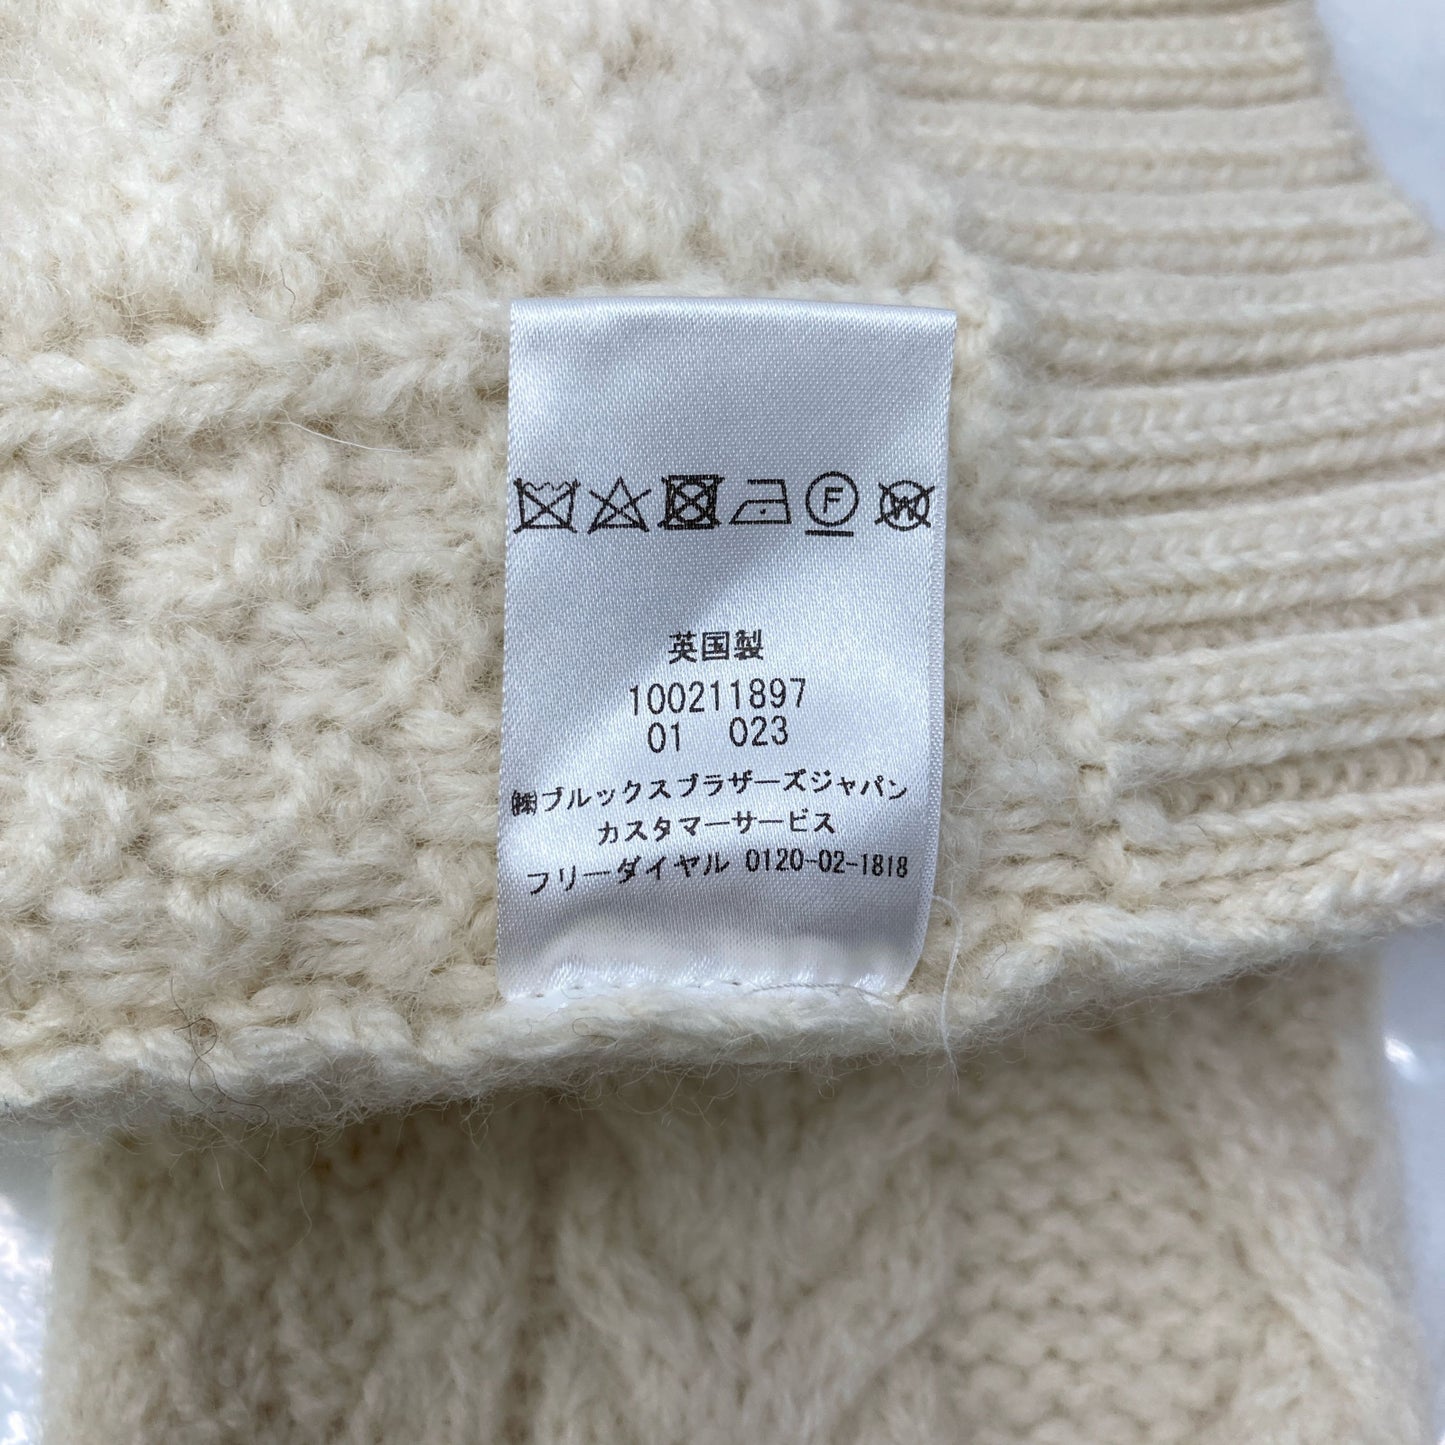 F W
英国製
100211897
01 023
㈱ブルックスブラザーズジャパン
カスタマーサービス
フリーダイヤル 0120-02-1818